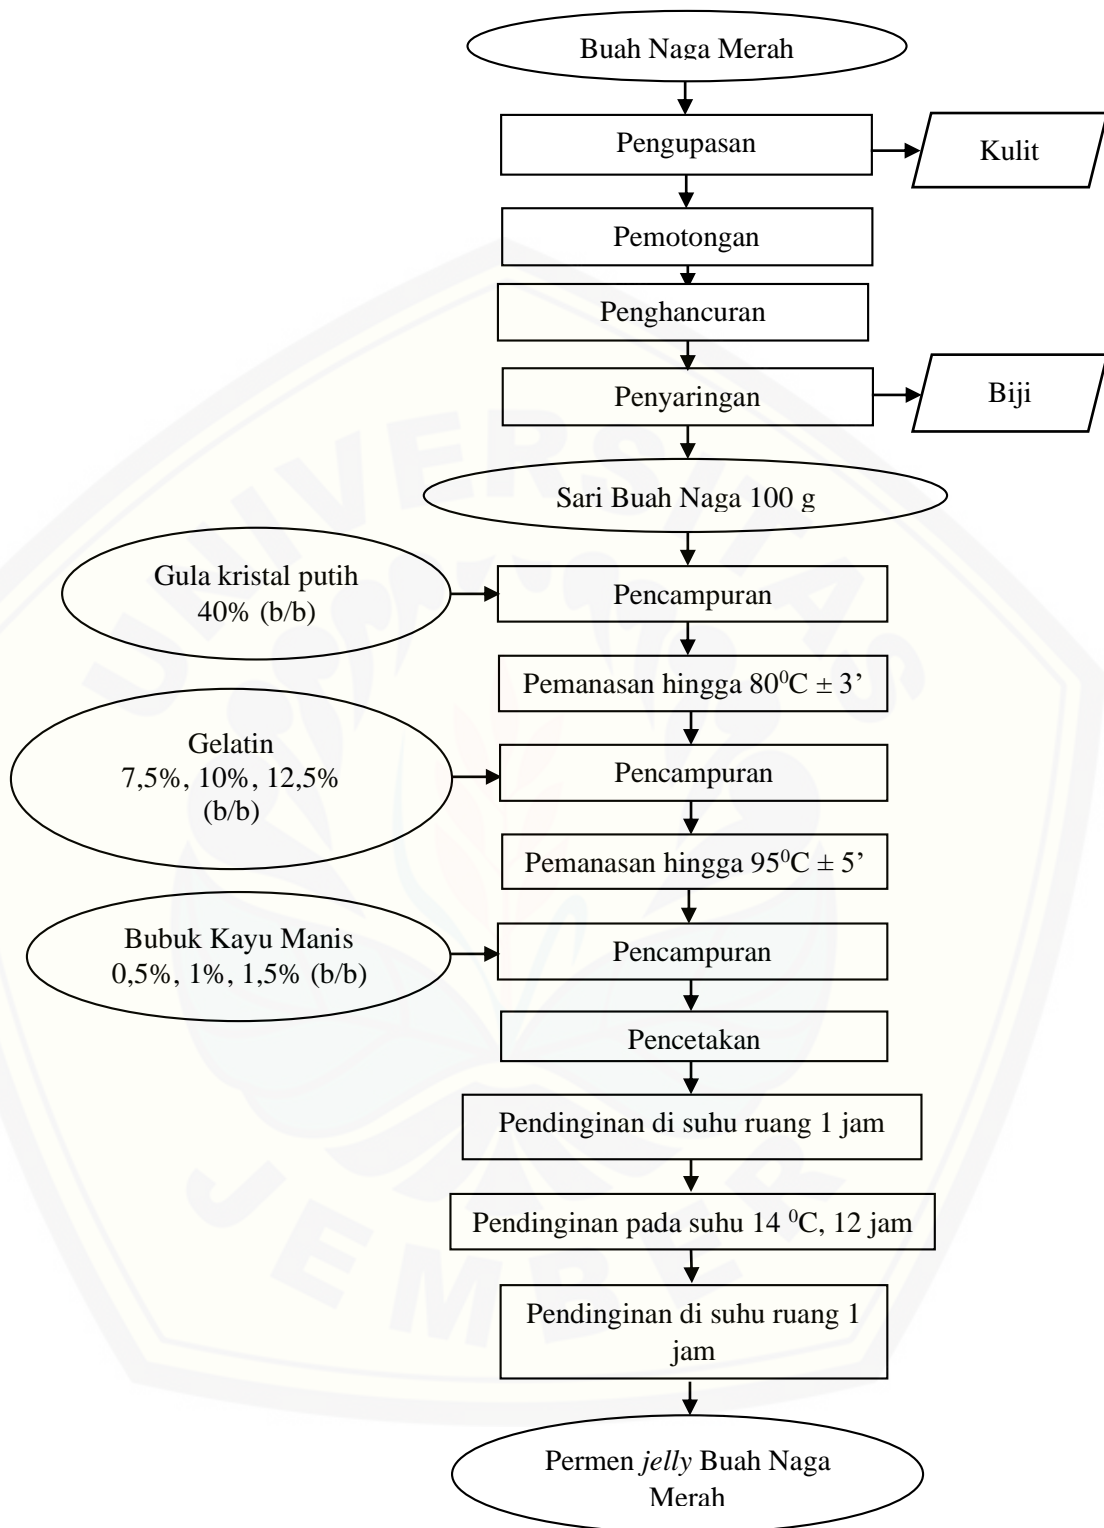 Buah Naga Merah
Pengupasan
Kulit
Pemotongan
Penghancuran
Penyaringan
Biji
Sari Buah Naga 100 g
Gula kristal putih
40% (b/b)
Pencampuran
Pemanasan hingga 80⁰C ± 3’
Gelatin
7,5%, 10%, 12,5%
(b/b)
Pencampuran
Pemanasan hingga 95⁰C ± 5’
Bubuk Kayu Manis
0,5%, 1%, 1,5% (b/b)
Pencampuran
Pencetakan
Pendinginan di suhu ruang 1 jam
Pendinginan pada suhu 14 ⁰C, 12 jam
Pendinginan di suhu ruang 1
jam
Permen jelly Buah Naga
Merah
UNIVERSITAS
JEMBER